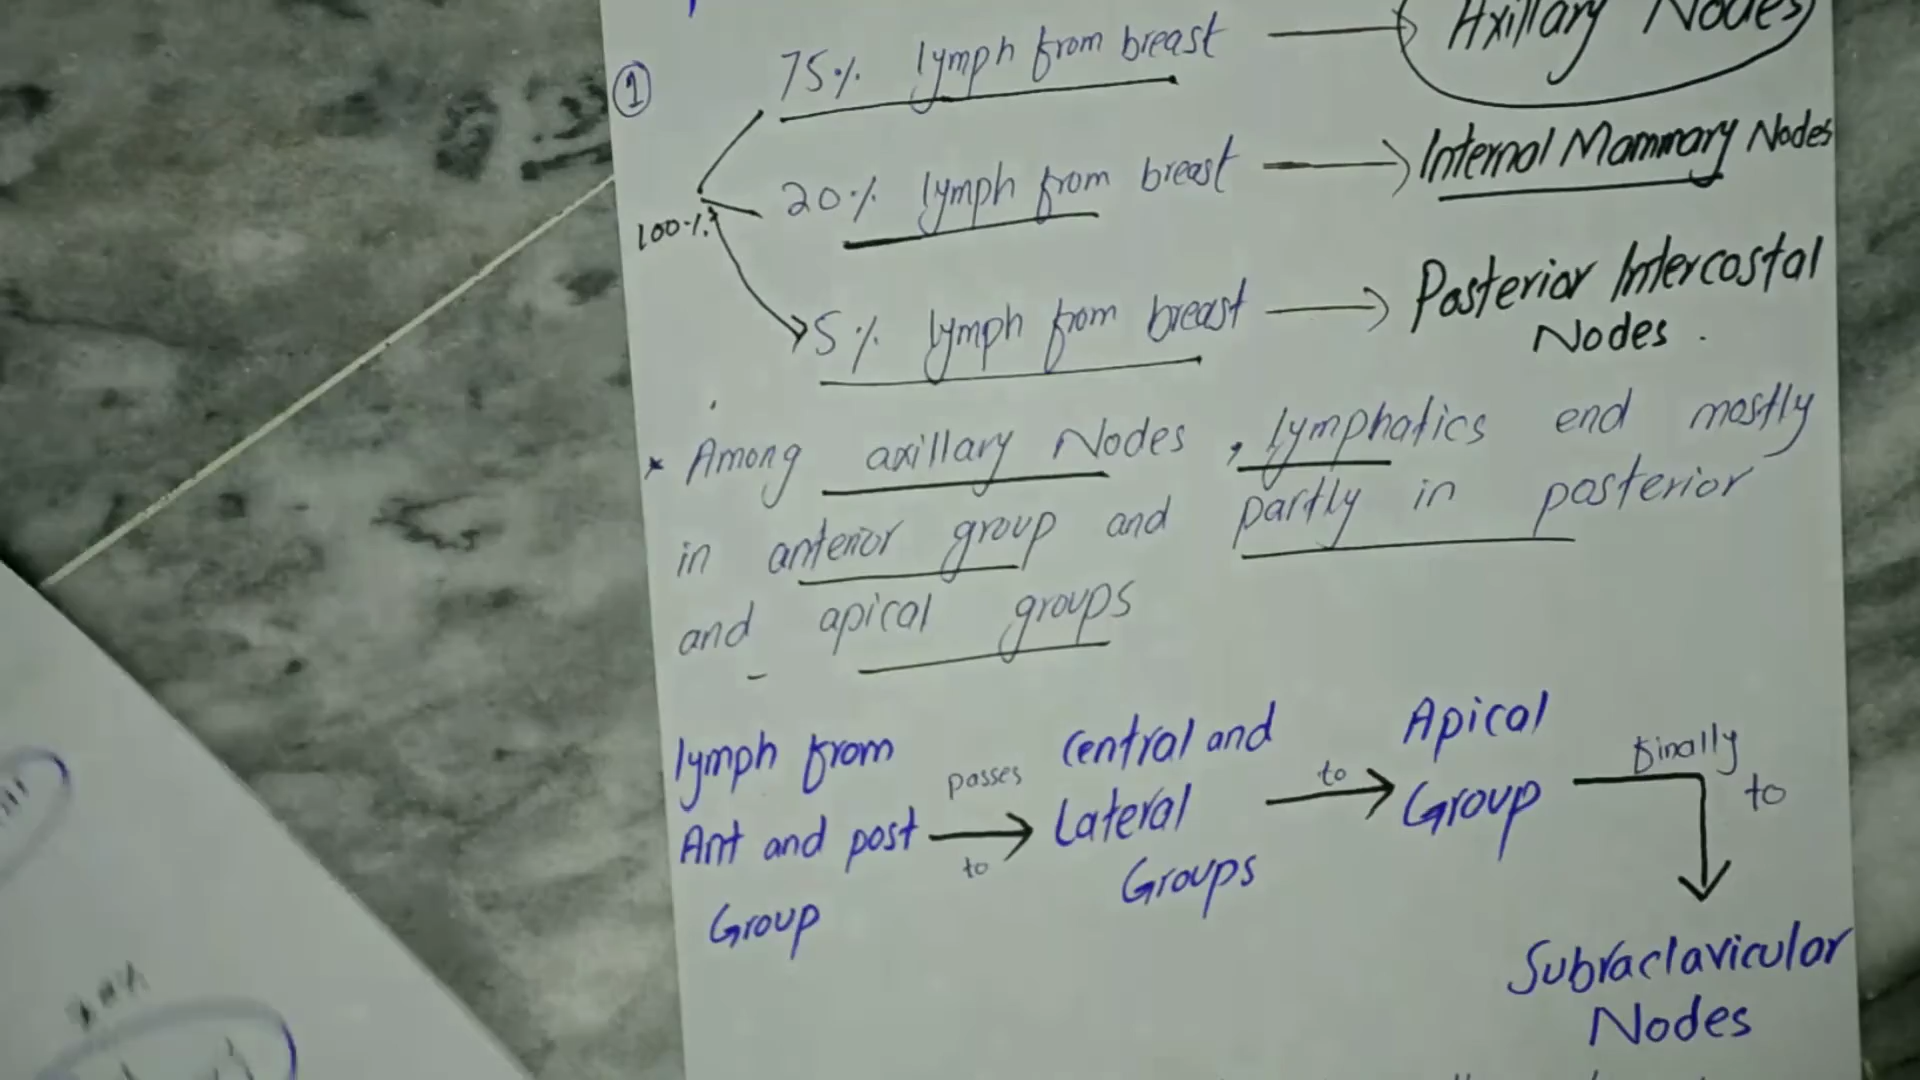 ① 75% lymph from breast → Axillary Nodes
100% 20% lymph from breast → Internal Mammary Nodes
5% lymph from breast → Posterior Intercostal
Nodes.
* Among axillary Nodes, lymphatics end mostly
in anterior group and partly in posterior
and apical groups
lymph from
Ant and post
Group
passes
to
Central and
Lateral
Groups
to
Apical
Group
finally
to
Subraclavicular
Nodes